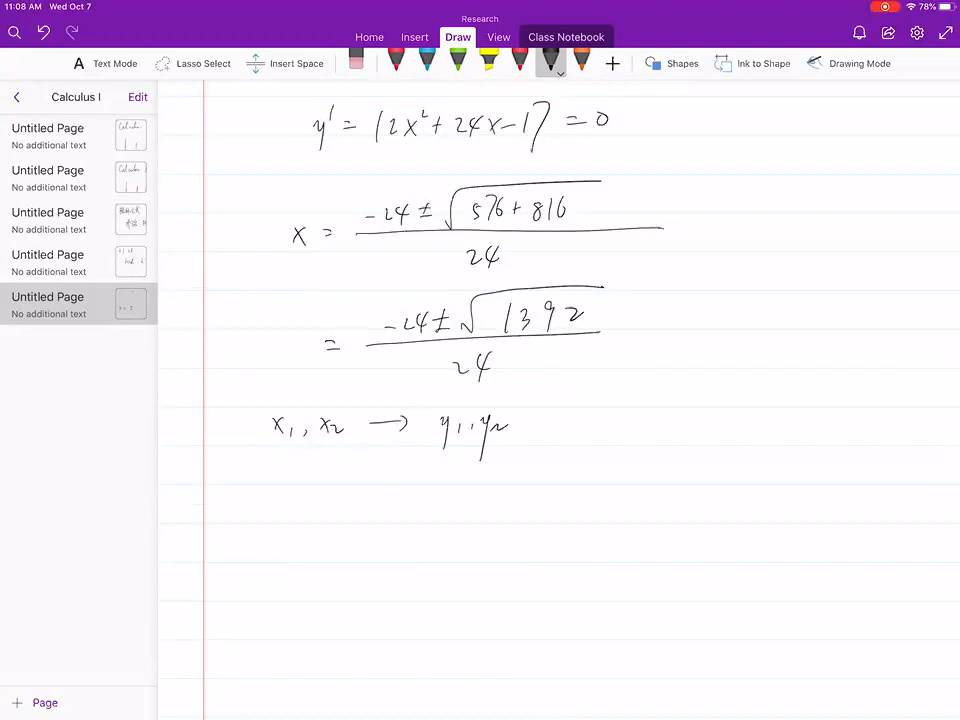 11:08 AM Wed Oct 7
78%
Research
Home Insert Draw View Class Notebook
A Text Mode Lasso Select Insert Space Shapes Ink to Shape Drawing Mode
Calculus I Edit
Untitled Page
No additional text
Untitled Page
No additional text
Untitled Page
No additional text
Untitled Page
No additional text
Untitled Page
No additional text
Page
y' = 12x² + 24x - 17 = 0
x = (-24 ± √(576 + 816)) / 24
= (-24 ± √1392) / 24
x₁, x₂ → y₁, y₂